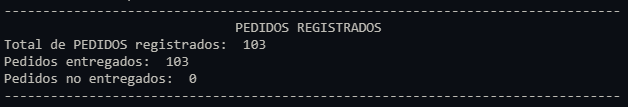 --------------------------------------------------------------------------------
PEDIDOS REGISTRADOS
Total de PEDIDOS registrados:  103
Pedidos entregados:  103
Pedidos no entregados:  0
--------------------------------------------------------------------------------